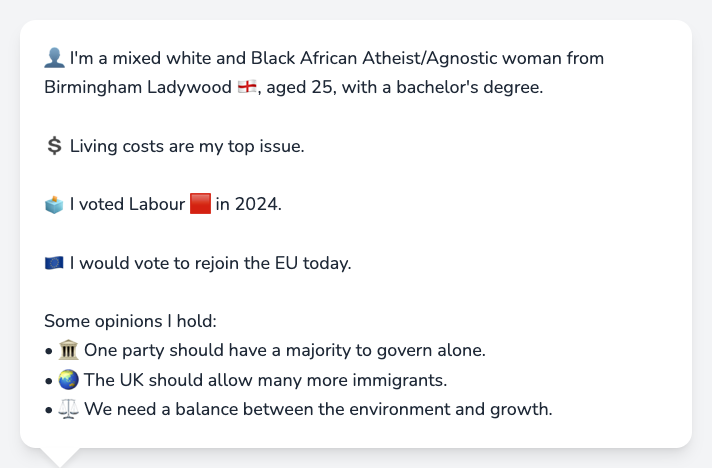 👤 I'm a mixed white and Black African Atheist/Agnostic woman from
Birmingham Ladywood 🏴󠁧󠁢󠁥󠁮󠁧󠁿, aged 25, with a bachelor's degree.
💲 Living costs are my top issue.
🗳️ I voted Labour 🟥 in 2024.
🇪🇺 I would vote to rejoin the EU today.
Some opinions I hold:
• 🏛️ One party should have a majority to govern alone.
• 🌏 The UK should allow many more immigrants.
• ⚖️ We need a balance between the environment and growth.